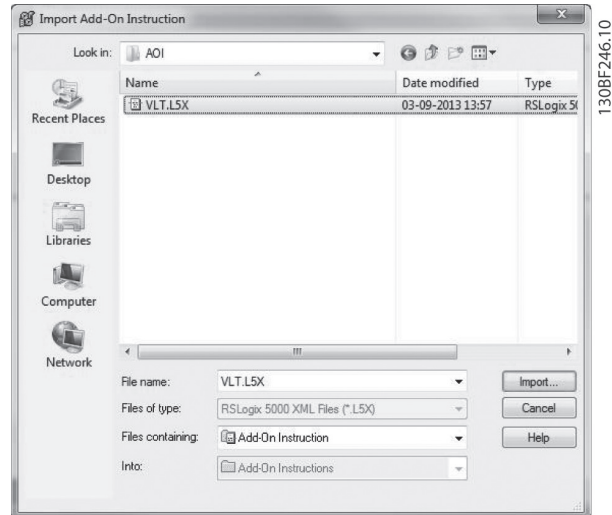 Import Add-On Instruction
Look in: AOI
Name Date modified Type
VLT.L5X 03-09-2013 13:57 RSLogix 50
Recent Places
Desktop
Libraries
Computer
Network
File name: VLT.L5X Import...
Files of type: RSLogix 5000 XML Files (*.L5X) Cancel
Files containing: Add-On Instruction Help
Into: Add-On Instructions
130BF246.10